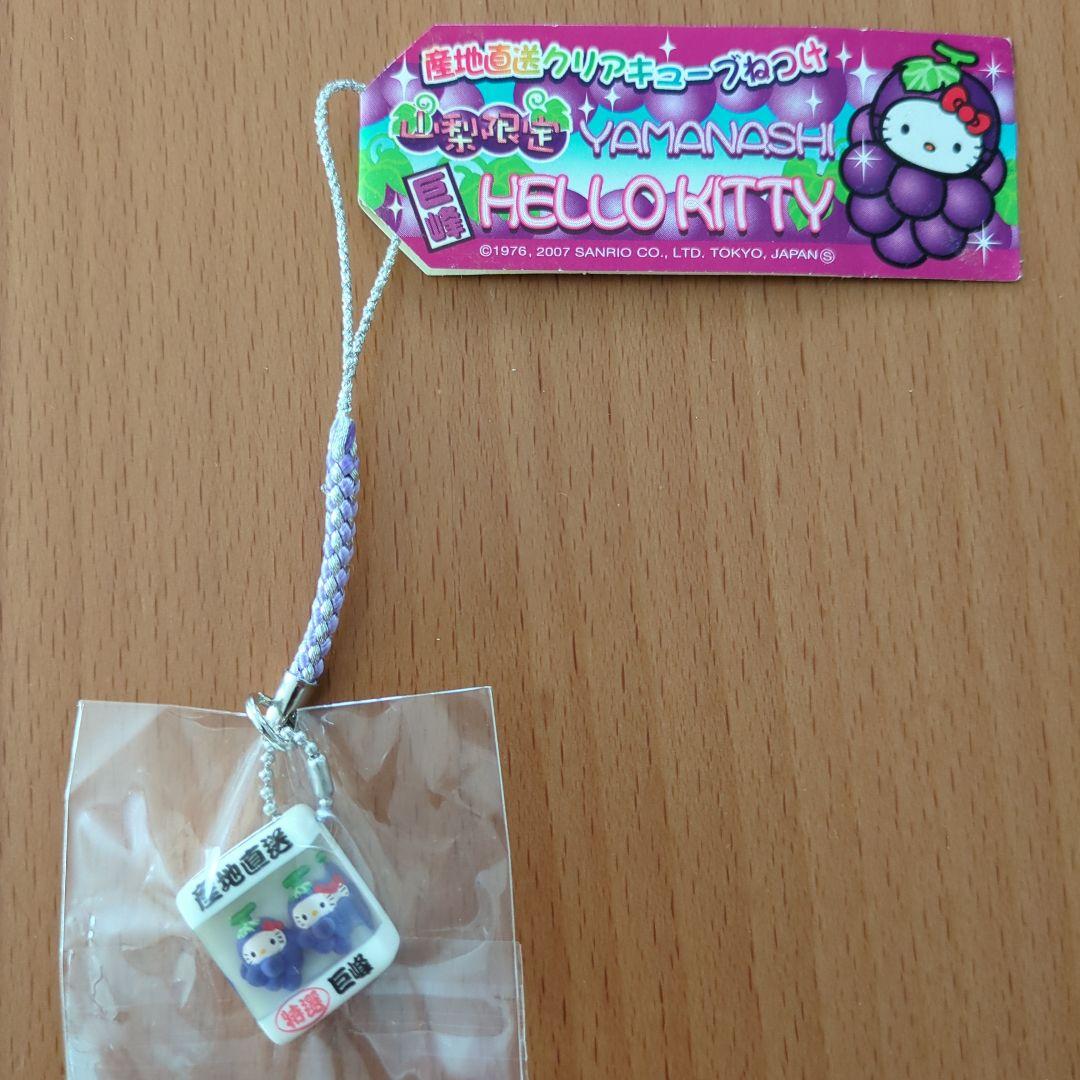 産地直送クリアキューブねつけ
山梨限定 YAMANASHI
巨峰 HELLO KITTY
©1976, 2007 SANRIO CO., LTD. TOKYO, JAPAN Ⓢ
産地直送
特選 巨峰